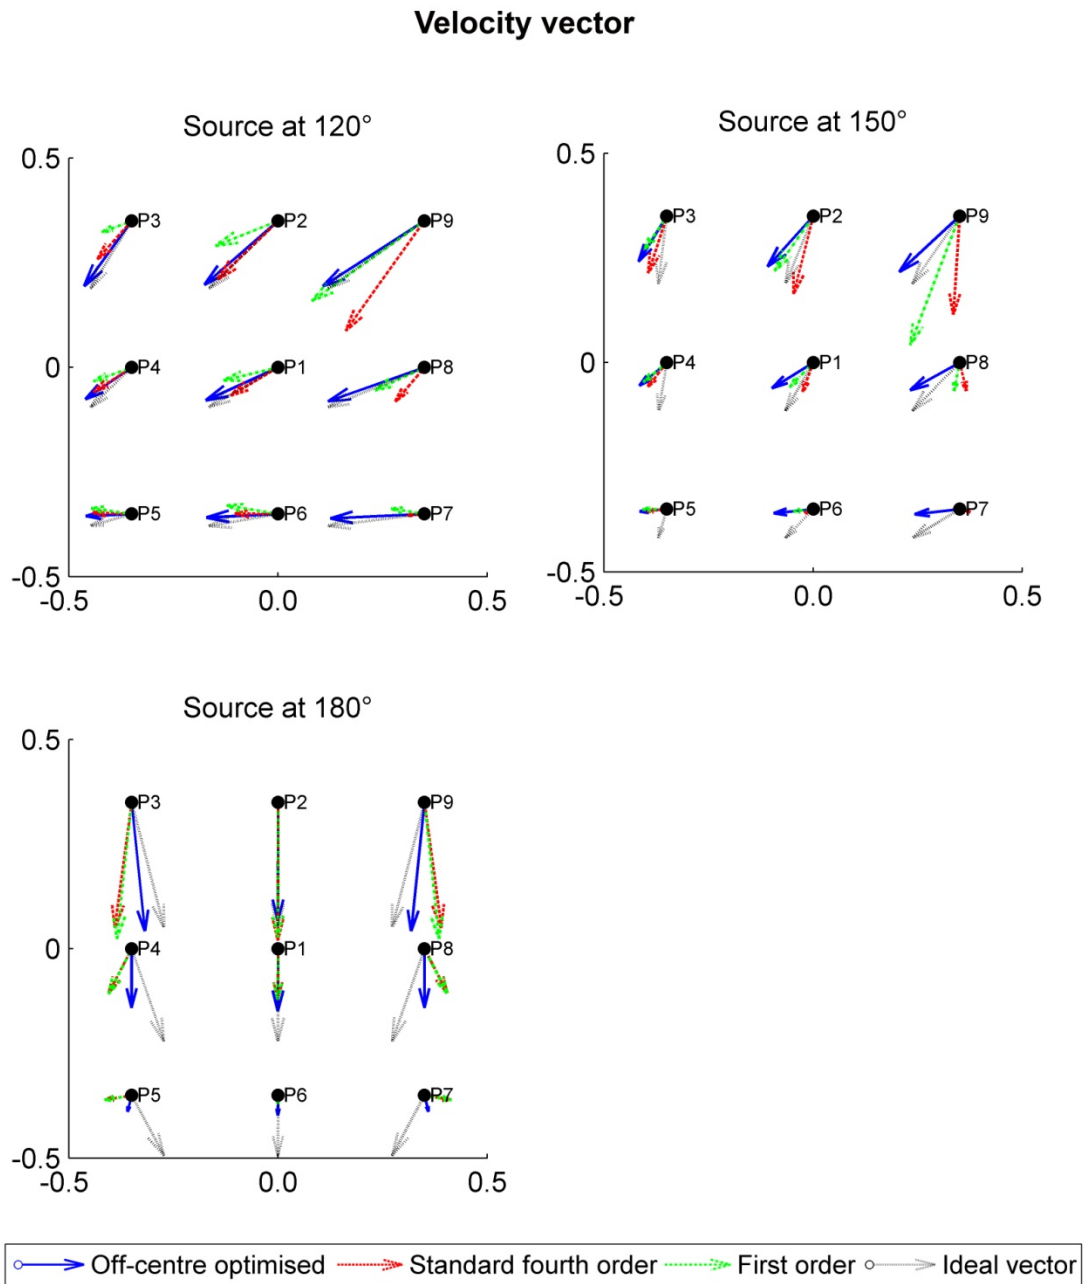 Velocity vector
Source at 120°
0.5
P3 P2 P9
0 P4 P1 P8
P5 P6 P7
-0.5
-0.5 0.0 0.5
Source at 150°
0.5
P3 P2 P9
0 P4 P1 P8
P5 P6 P7
-0.5
-0.5 0.0 0.5
Source at 180°
0.5
P3 P2 P9
0 P4 P1 P8
P5 P6 P7
-0.5
-0.5 0.0 0.5
Off-centre optimised Standard fourth order First order Ideal vector